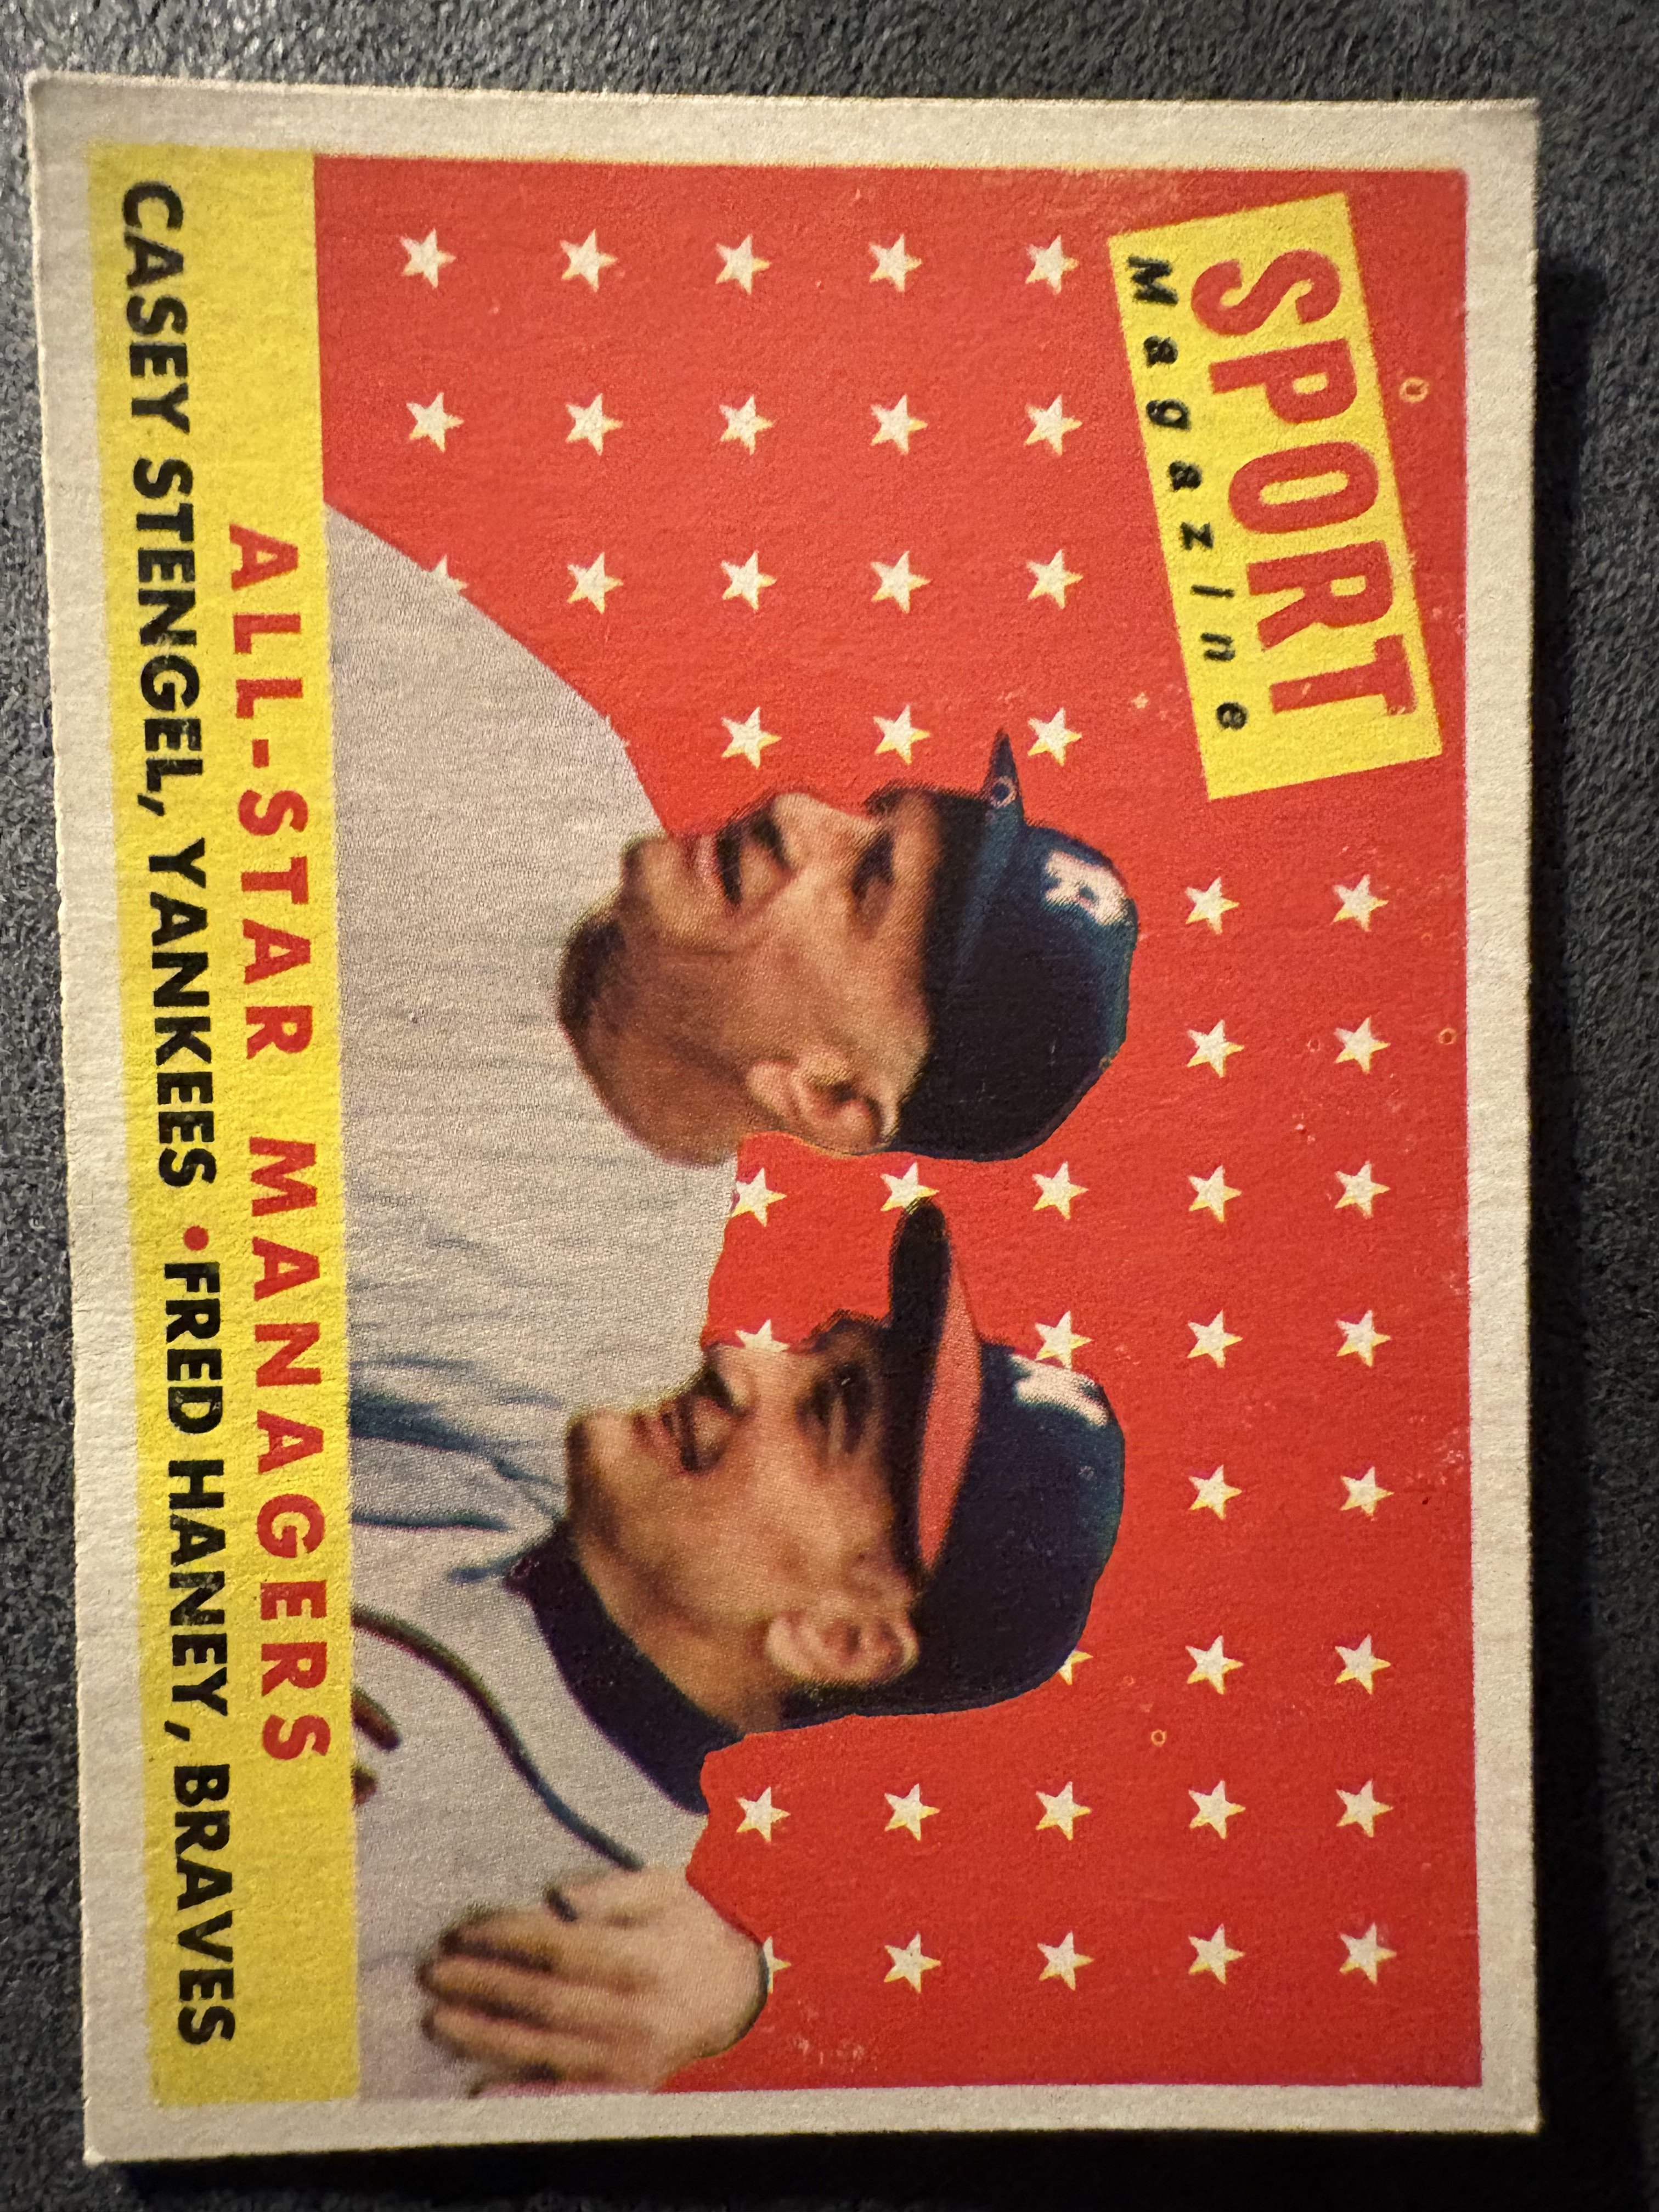 SPORT
Magazine
ALL-STAR MANAGERS
CASEY STENGEL, YANKEES • FRED HANEY, BRAVES